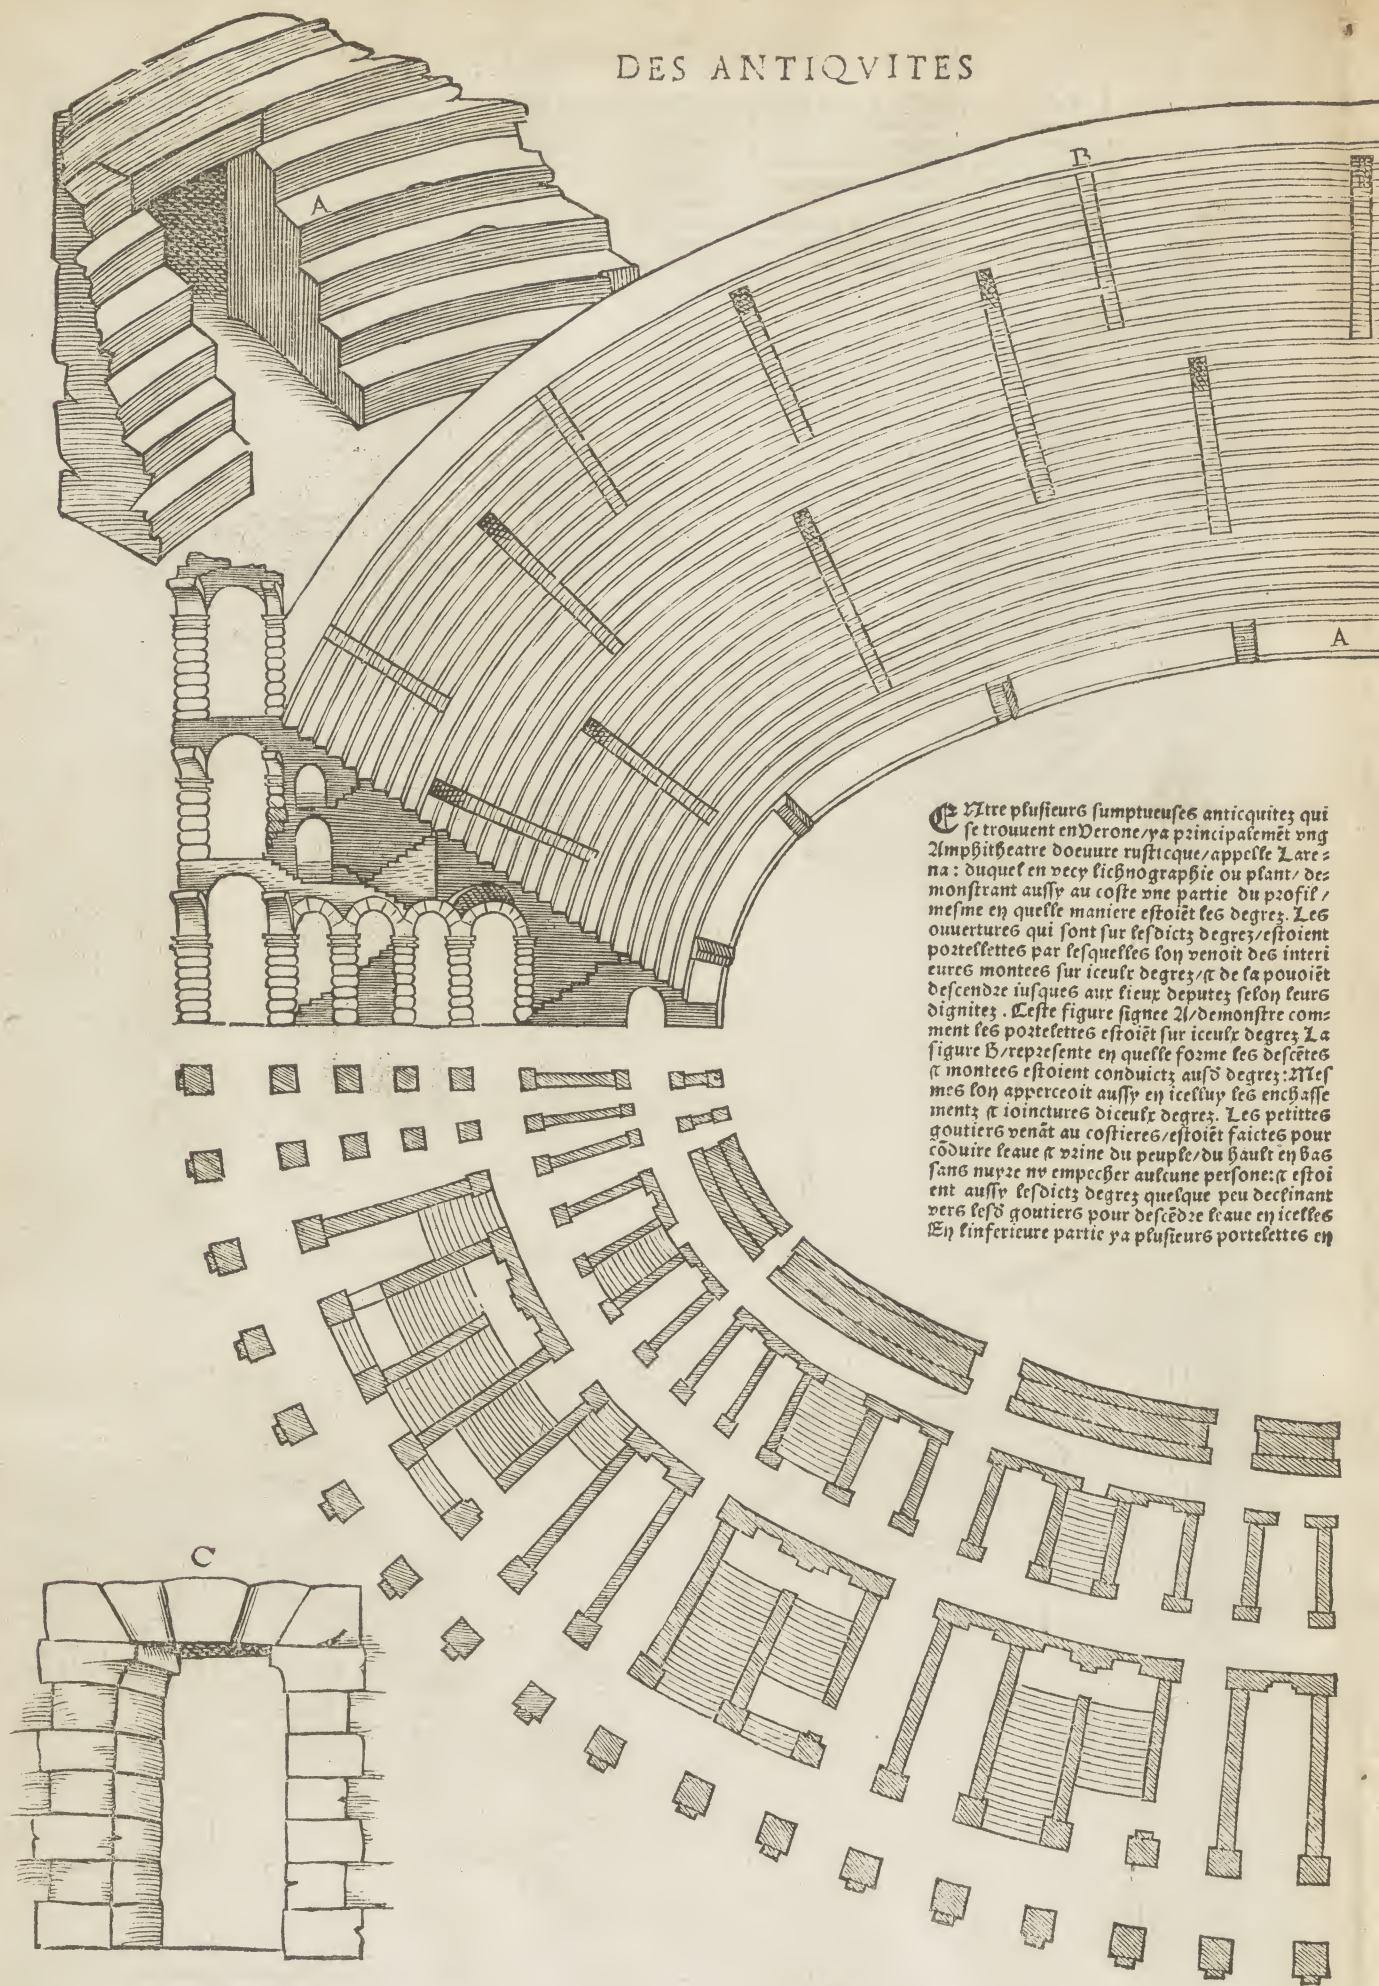 DES ANTIQVITES
B
A
A
ENtre plusieurs sumptueuses anticquitez qui
se trouuent en Verone/ya principalemēt vng
Amphitheatre doeuure rusticque/appelle Lare-
na: duquel en vecy lichnographie ou plant/ de-
monstrant aussy au coste vne partie du profil/
mesme en quelle maniere estoiēt les degrez. Les
ouuertures qui sont sur lesdictz degrez/estoient
portellettes par lesquelles lon venoit des interi
eures montees sur iceulx degrez/⁊ de la pouoiēt
descendre iusques aux lieux deputez selon leurs
dignitez. Ceste figure signee A/demonstre com-
ment les portelettes estoiēt sur iceulx degrez La
figure B/represente en quelle forme les descētes
⁊ montees estoient conduictz ausd̄ degrez: Mes
mes lon apperceoit aussy en icelluy les enchasse
mentz ⁊ ioinctures diceulx degrez. Les petittes
goutiers venāt au costieres/estoiēt faictes pour
cōduire leaue ⁊ vrine du peuple/du hault en bas
sans nuyre ny empecher aulcune persone: ⁊ estoi
ent aussy lesdictz degrez quelque peu declinant
vers lesd̄ goutiers pour descēdre leaue en icelles
En linferieure partie ya plusieurs portelettes en
C